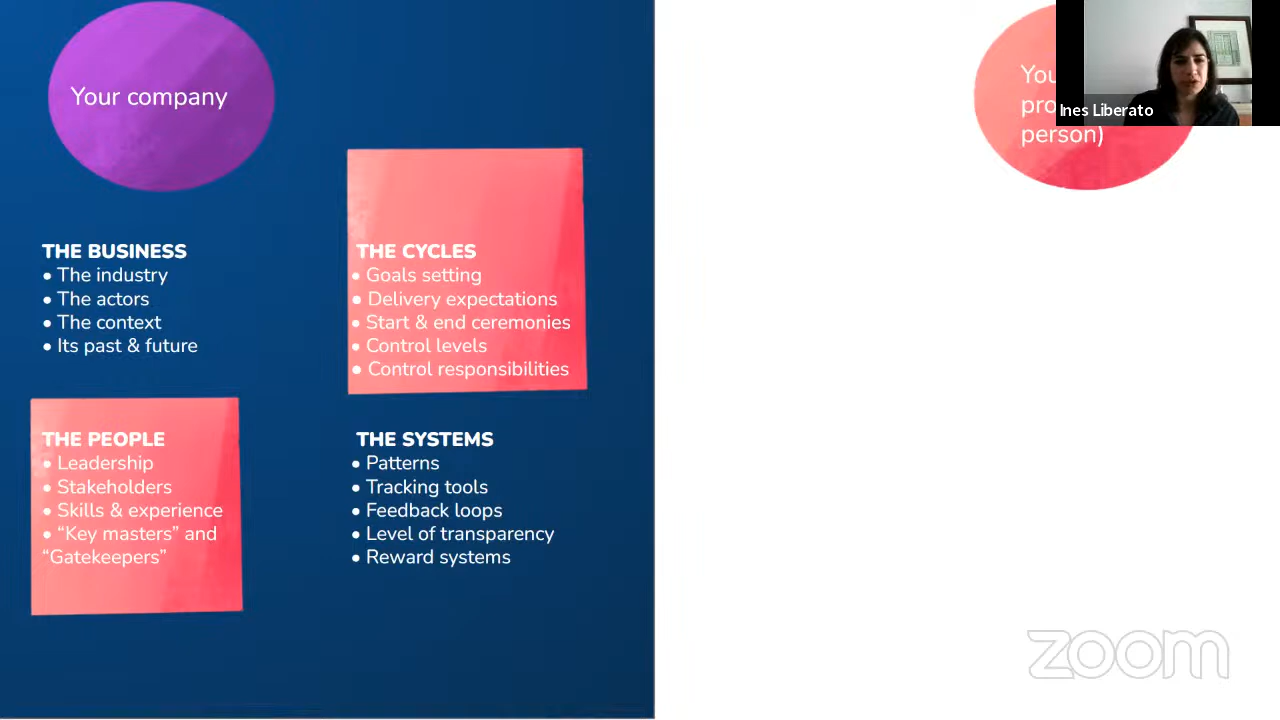 Your company
THE BUSINESS
• The industry
• The actors
• The context
• Its past & future
THE CYCLES
• Goals setting
• Delivery expectations
• Start & end ceremonies
• Control levels
• Control responsibilities
THE PEOPLE
• Leadership
• Stakeholders
• Skills & experience
• “Key masters” and
“Gatekeepers”
THE SYSTEMS
• Patterns
• Tracking tools
• Feedback loops
• Level of transparency
• Reward systems
person)
Ines Liberato
zoom